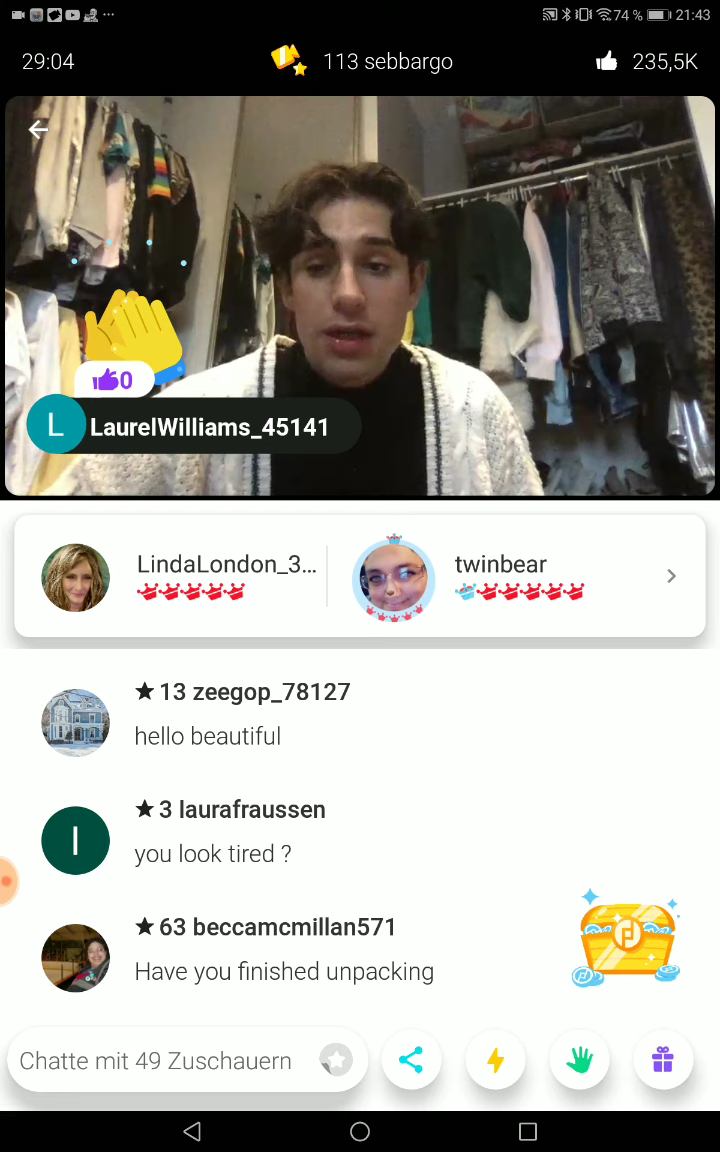 74 % 21:43
29:04 113 sebbargo 235,5K
0
L LaurelWilliams_45141
LindaLondon_3... twinbear
★ 13 zeegop_78127
hello beautiful
★ 3 laurafraussen
l
you look tired ?
★ 63 beccamcmillan571
Have you finished unpacking
Chatte mit 49 Zuschauern